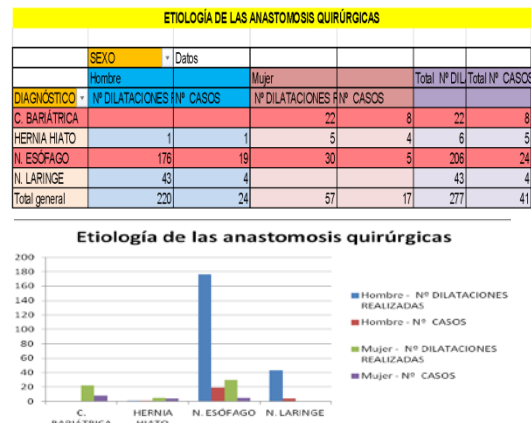 ETIOLOGÍA DE LAS ANASTOMOSIS QUIRÚRGICAS
SEXO Datos
Hombre Mujer Total Nº DIL Total Nº CASOS
DIAGNÓSTICO Nº DILATACIONES R Nº CASOS Nº DILATACIONES R Nº CASOS
C. BARIÁTRICA 22 8 22 8
HERNIA HIATO 1 1 5 4 6 5
N. ESÓFAGO 176 19 30 5 206 24
N. LARINGE 43 4 43 4
Total general 220 24 57 17 277 41
Etiología de las anastomosis quirúrgicas
200
180
160
140
120
100
80
60
40
20
0
C. BARIÁTRICA
HERNIA HIATO
N. ESÓFAGO
N. LARINGE
Hombre - Nº DILATACIONES
REALIZADAS
Hombre - Nº CASOS
Mujer - Nº DILATACIONES
REALIZADAS
Mujer - Nº CASOS